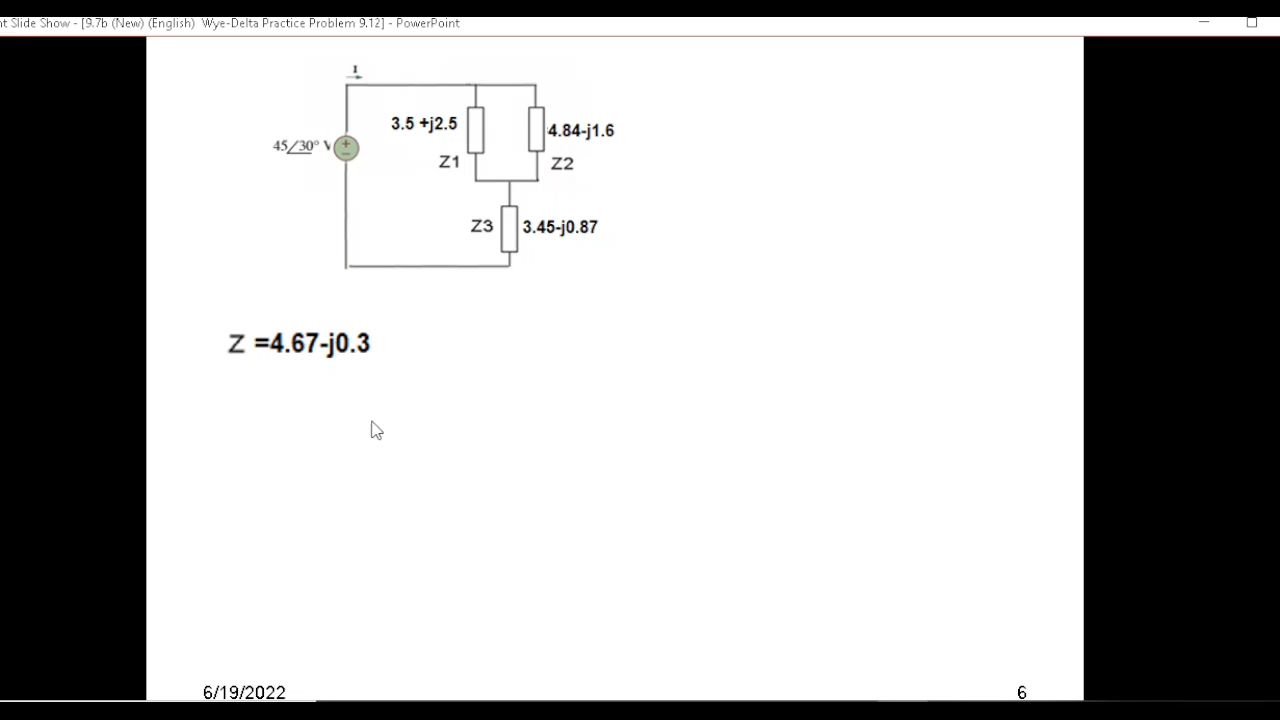 nt Slide Show - [9.7b (New) (English) Wye-Delta Practice Problem 9.12] - PowerPoint
I
3.5 +j2.5
4.84-j1.6
45∠30° V
+
−
Z1
Z2
Z3
3.45-j0.87
Z =4.67-j0.3
6/19/2022
6